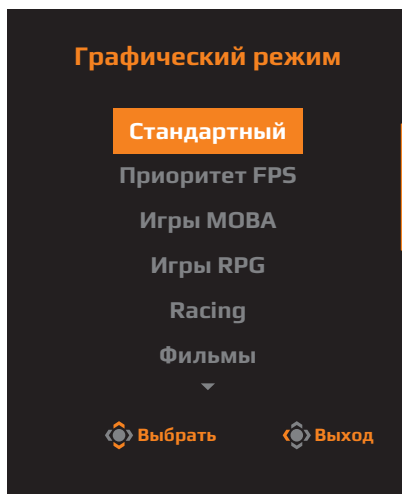 Графический режим
Стандартный
Приоритет FPS
Игры MOBA
Игры RPG
Racing
Фильмы
Выбрать Выход